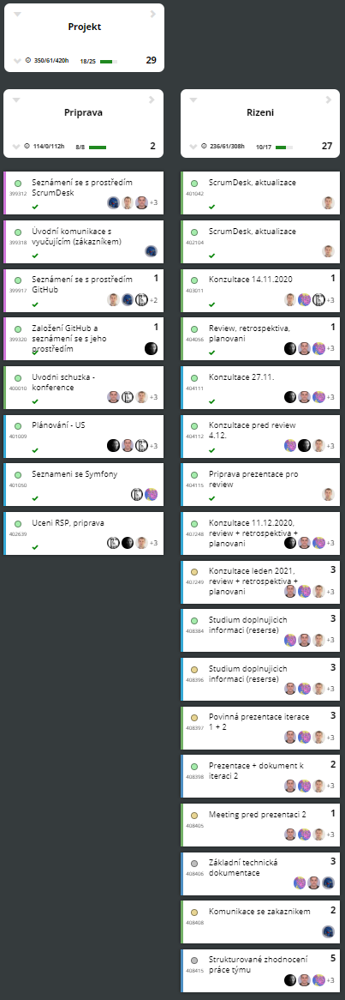 Projekt
350/61/420h
18/25
29
Priprava
114/0/112h
8/8
2
Seznámení se s prostředím
ScrumDesk
399312
+3
Úvodní komunikace s
vyučujícím (zákazníkem)
399318
Seznámení se s prostředím
GitHub
1
399917
+2
Založení GitHub a
seznámení se s jeho
prostředím
1
399320
Uvodni schuzka -
konference
400010
+3
Plánování - US
401009
+3
Seznameni se Symfony
401050
Uceni RSP, priprava
402639
+3
Rizeni
236/61/308h
10/17
27
ScrumDesk, aktualizace
401042
ScrumDesk, aktualizace
402104
Konzultace 14.11.2020
1
403011
+3
Review, retrospektiva,
planovani
1
404056
+3
Konzultace 27.11.
404111
+3
Konzultace pred review
4.12.
404112
+3
Priprava prezentace pro
review
404115
Konzultace 11.12.2020,
review + retrospektiva +
planovani
407248
+3
Konzultace leden 2021,
review + retrospektiva +
planovani
3
407249
+3
Studium doplnujicich
informaci (reserse)
3
408384
+3
Studium doplnujicich
informaci (reserse)
3
408396
+3
Povinná prezentace iterace
1 + 2
3
408397
+3
Prezentace + dokument k
iteraci 2
2
408398
+3
Meeting pred prezentaci 2
1
408405
+3
Základní technická
dokumentace
3
408406
Komunikace se zakaznikem
2
408408
Strukturované zhodnocení
práce týmu
5
408415
+3